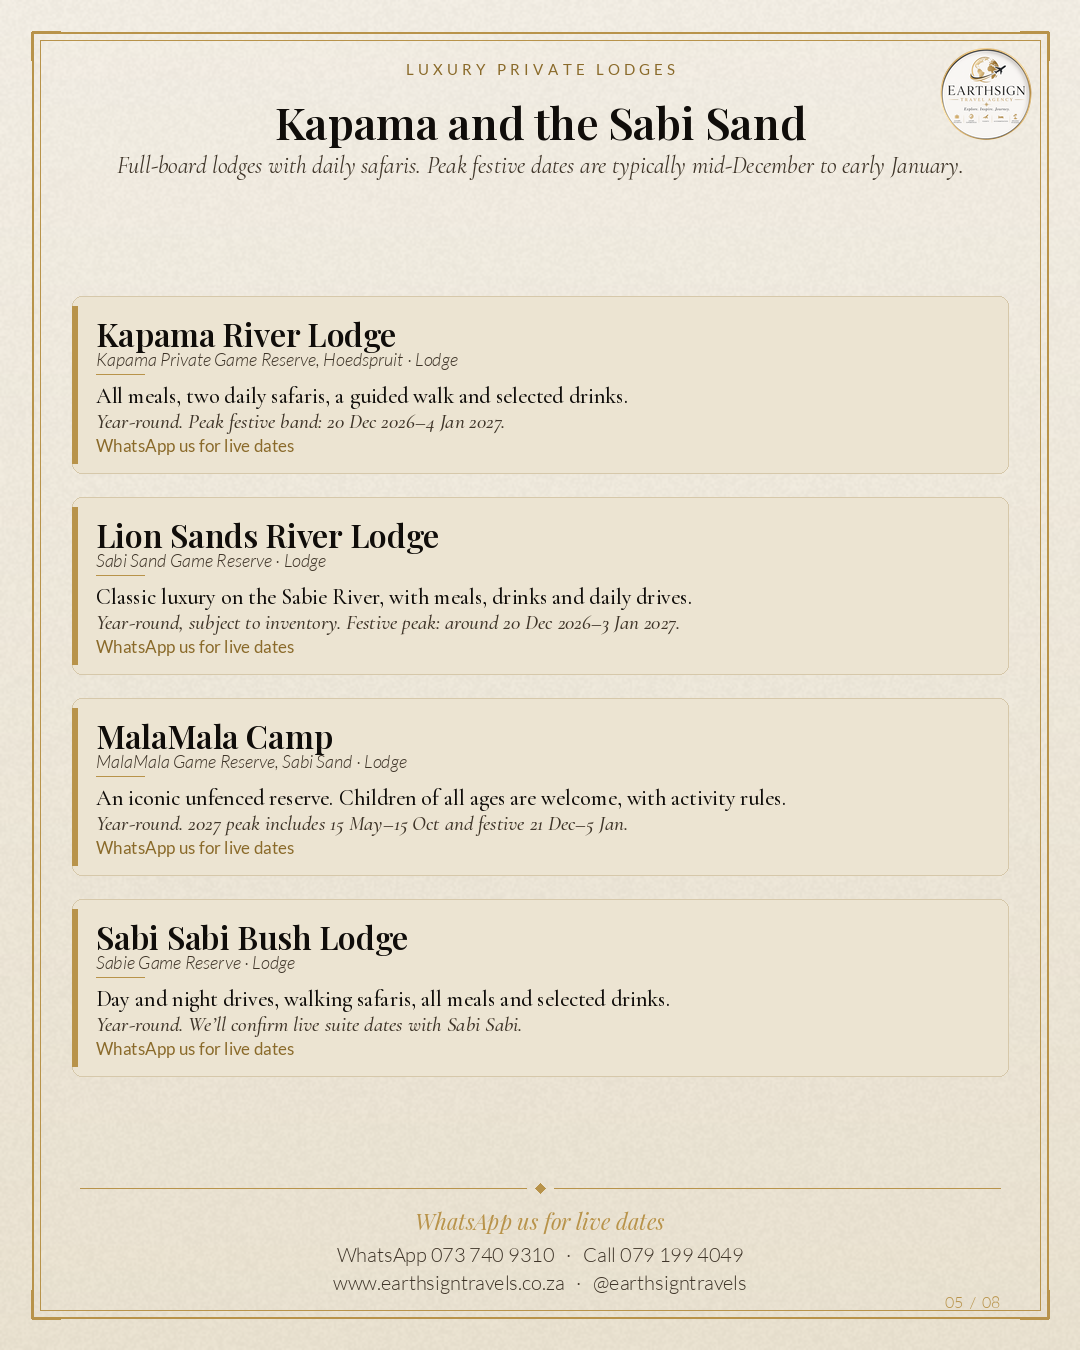 LUXURY PRIVATE LODGES
EARTHSIGN
TRAVEL AGENCY
Explore. Inspire. Journey.
Kapama and the Sabi Sand
Full-board lodges with daily safaris. Peak festive dates are typically mid-December to early January.
Kapama River Lodge
Kapama Private Game Reserve, Hoedspruit · Lodge
All meals, two daily safaris, a guided walk and selected drinks.
Year-round. Peak festive band: 20 Dec 2026–4 Jan 2027.
WhatsApp us for live dates
Lion Sands River Lodge
Sabi Sand Game Reserve · Lodge
Classic luxury on the Sabie River, with meals, drinks and daily drives.
Year-round, subject to inventory. Festive peak: around 20 Dec 2026–3 Jan 2027.
WhatsApp us for live dates
MalaMala Camp
MalaMala Game Reserve, Sabi Sand · Lodge
An iconic unfenced reserve. Children of all ages are welcome, with activity rules.
Year-round. 2027 peak includes 15 May–15 Oct and festive 21 Dec–5 Jan.
WhatsApp us for live dates
Sabi Sabi Bush Lodge
Sabie Game Reserve · Lodge
Day and night drives, walking safaris, all meals and selected drinks.
Year-round. We’ll confirm live suite dates with Sabi Sabi.
WhatsApp us for live dates
WhatsApp us for live dates
WhatsApp 073 740 9310 · Call 079 199 4049
www.earthsigntravels.co.za · @earthsigntravels
05 / 08